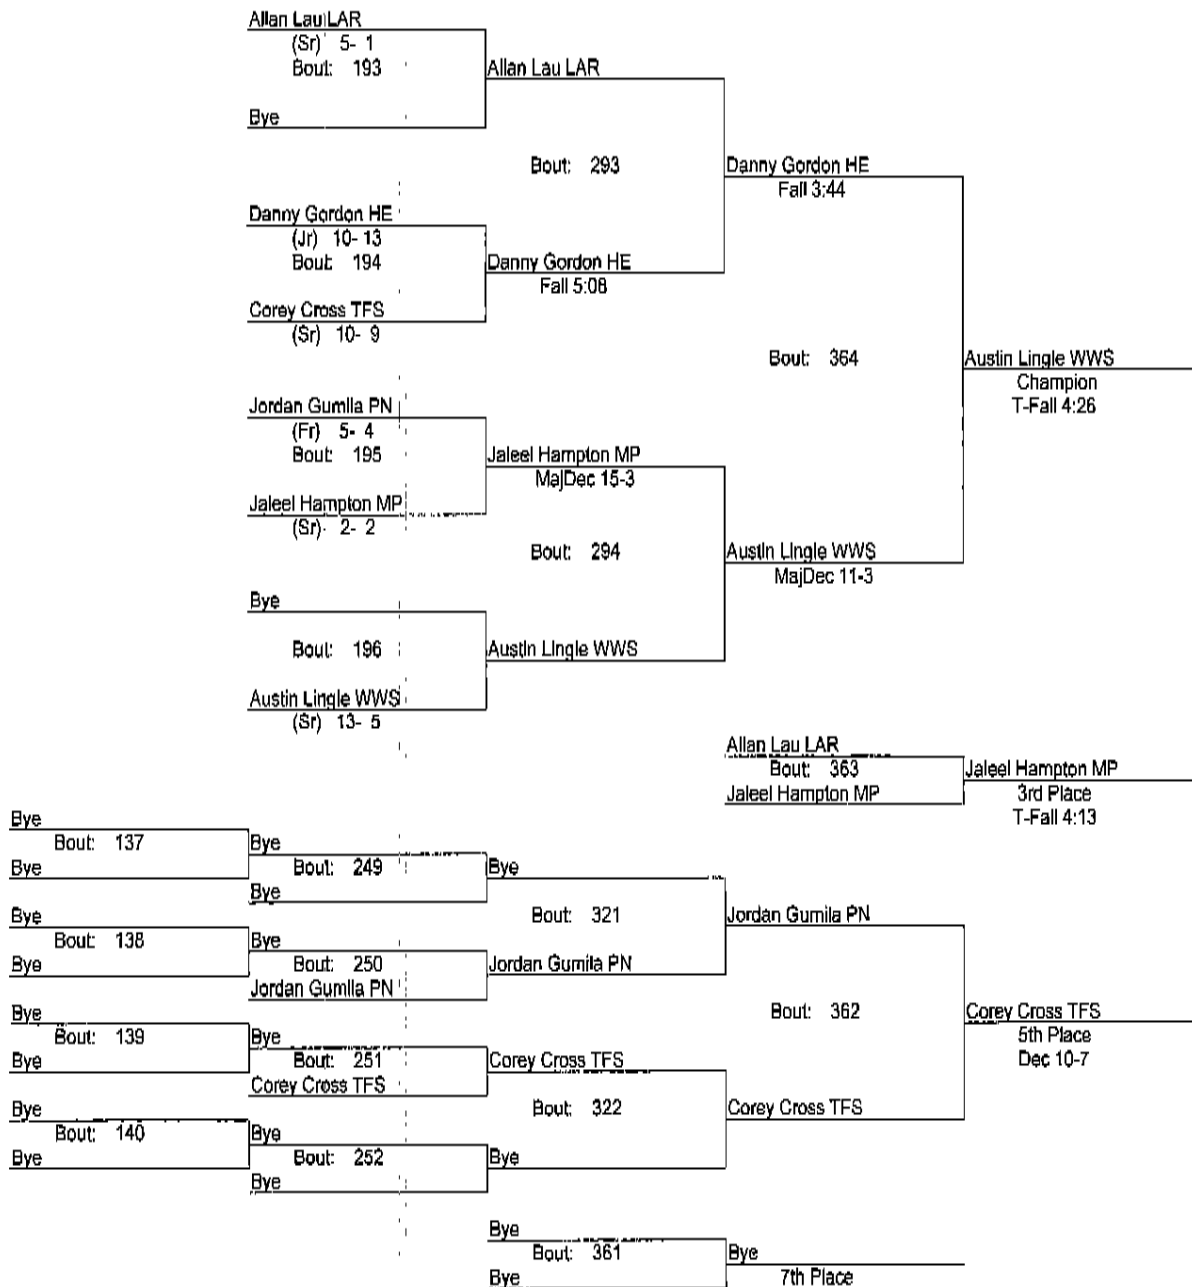 Allan Lau LAR
(Sr) 5- 1
Bout: 193
Allan Lau LAR
Bye
Bout: 293
Danny Gordon HE
Fall 3:44
Danny Gordon HE
(Jr) 10- 13
Bout: 194
Danny Gordon HE
Fall 5:08
Corey Cross TFS
(Sr) 10- 9
Bout: 364
Austin Lingle WWS
Champion
T-Fall 4:26
Jordan Gumila PN
(Fr) 5- 4
Bout: 195
Jaleel Hampton MP
MajDec 15-3
Jaleel Hampton MP
(Sr) 2- 2
Bout: 294
Austin Lingle WWS
MajDec 11-3
Bye
Bout: 196
Austin Lingle WWS
Austin Lingle WWS
(Sr) 13- 5
Allan Lau LAR
Bout: 363
Jaleel Hampton MP
Jaleel Hampton MP
3rd Place
T-Fall 4:13
Bye
Bout: 137
Bye
Bye
Bout: 249
Bye
Bye
Bout: 321
Jordan Gumila PN
Bye
Bout: 138
Bye
Bye
Bout: 250
Jordan Gumila PN
Jordan Gumila PN
Bout: 362
Corey Cross TFS
5th Place
Dec 10-7
Bye
Bout: 139
Bye
Bye
Bout: 251
Corey Cross TFS
Corey Cross TFS
Bout: 322
Corey Cross TFS
Bye
Bout: 140
Bye
Bye
Bout: 252
Bye
Bye
Bye
Bout: 361
Bye
Bye
7th Place